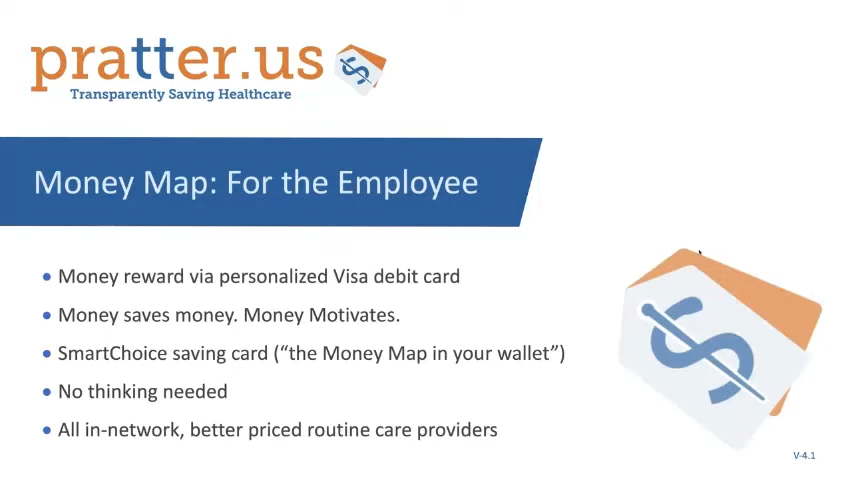 pratter.us
Transparently Saving Healthcare
Money Map: For the Employee
• Money reward via personalized Visa debit card
• Money saves money. Money Motivates.
• SmartChoice saving card (“the Money Map in your wallet”)
• No thinking needed
• All in-network, better priced routine care providers
V-4.1